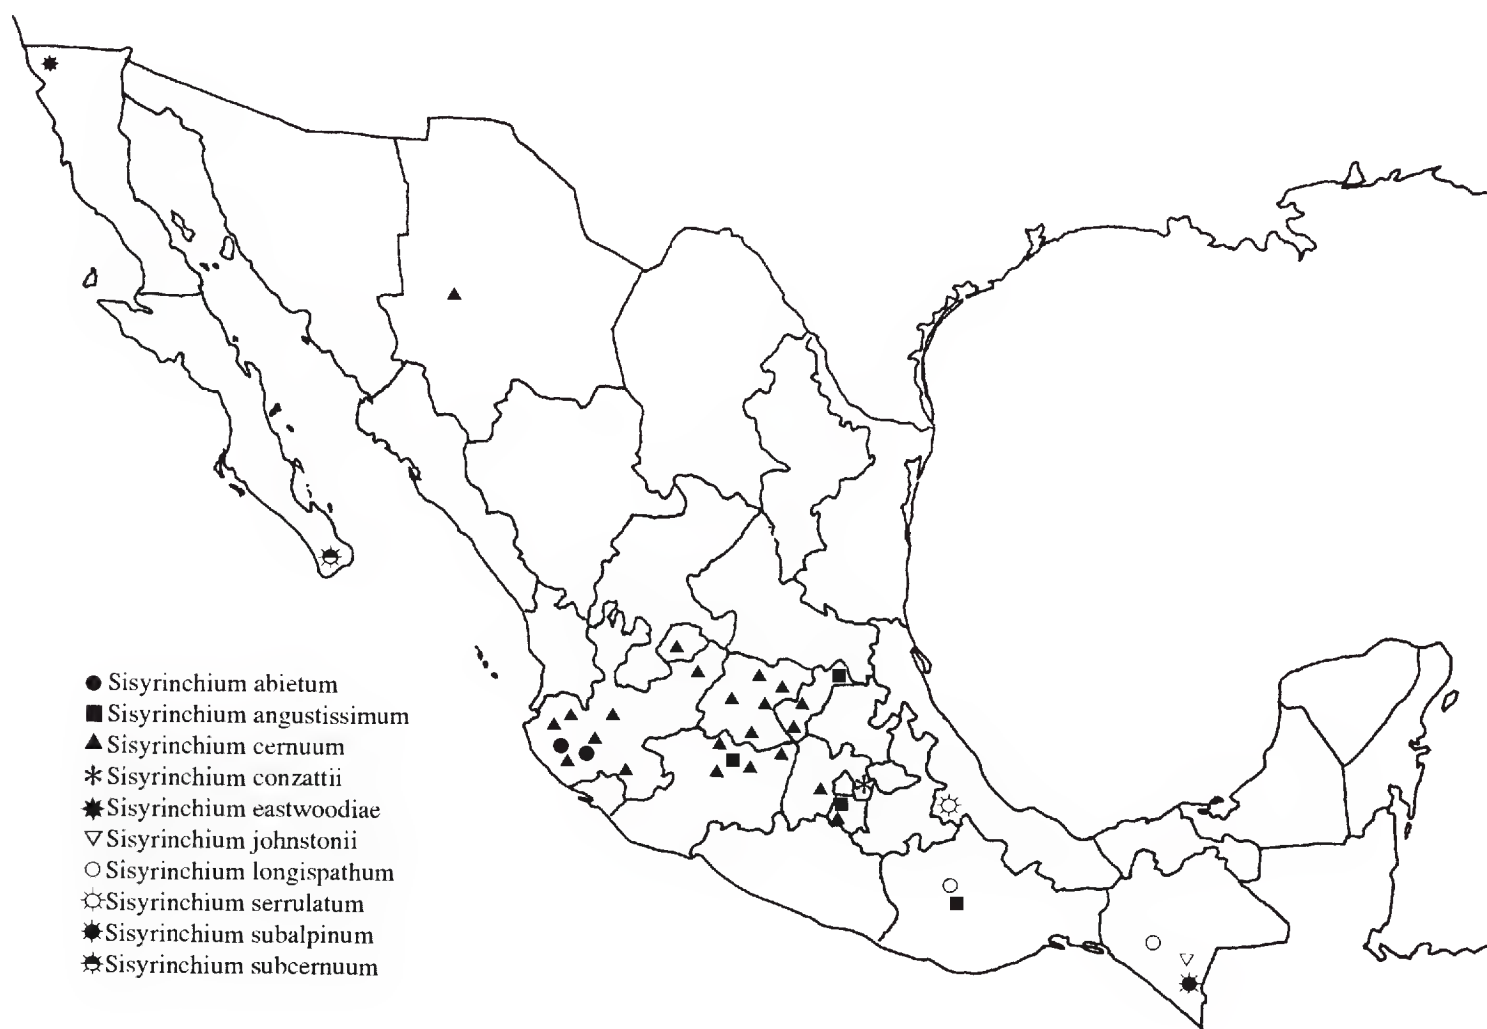 Sisyrinchium abietum
Sisyrinchium angustissimum
Sisyrinchium cernuum
Sisyrinchium conzattii
Sisyrinchium eastwoodiae
Sisyrinchium johnstonii
Sisyrinchium longispathum
Sisyrinchium serrulatum
Sisyrinchium subalpinum
Sisyrinchium subcernuum